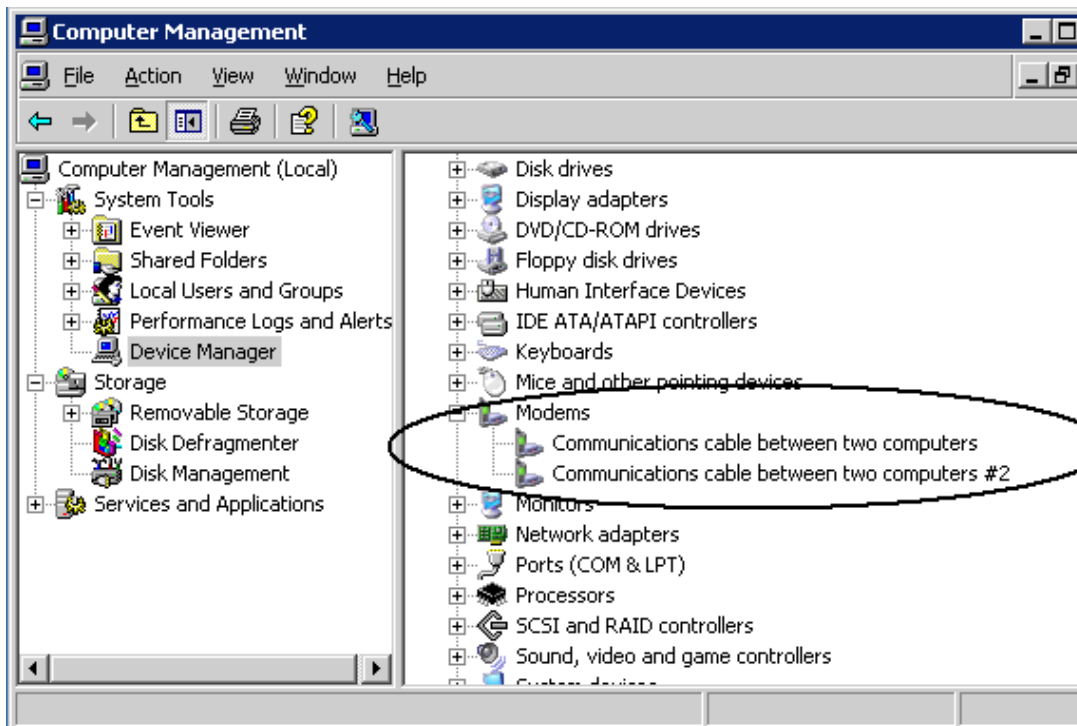 Computer Management
File Action View Window Help
Computer Management (Local)
System Tools
Event Viewer
Shared Folders
Local Users and Groups
Performance Logs and Alerts
Device Manager
Storage
Removable Storage
Disk Defragmenter
Disk Management
Services and Applications
Disk drives
Display adapters
DVD/CD-ROM drives
Floppy disk drives
Human Interface Devices
IDE ATA/ATAPI controllers
Keyboards
Mice and other pointing devices
Modems
Communications cable between two computers
Communications cable between two computers #2
Monitors
Network adapters
Ports (COM & LPT)
Processors
SCSI and RAID controllers
Sound, video and game controllers
System devices